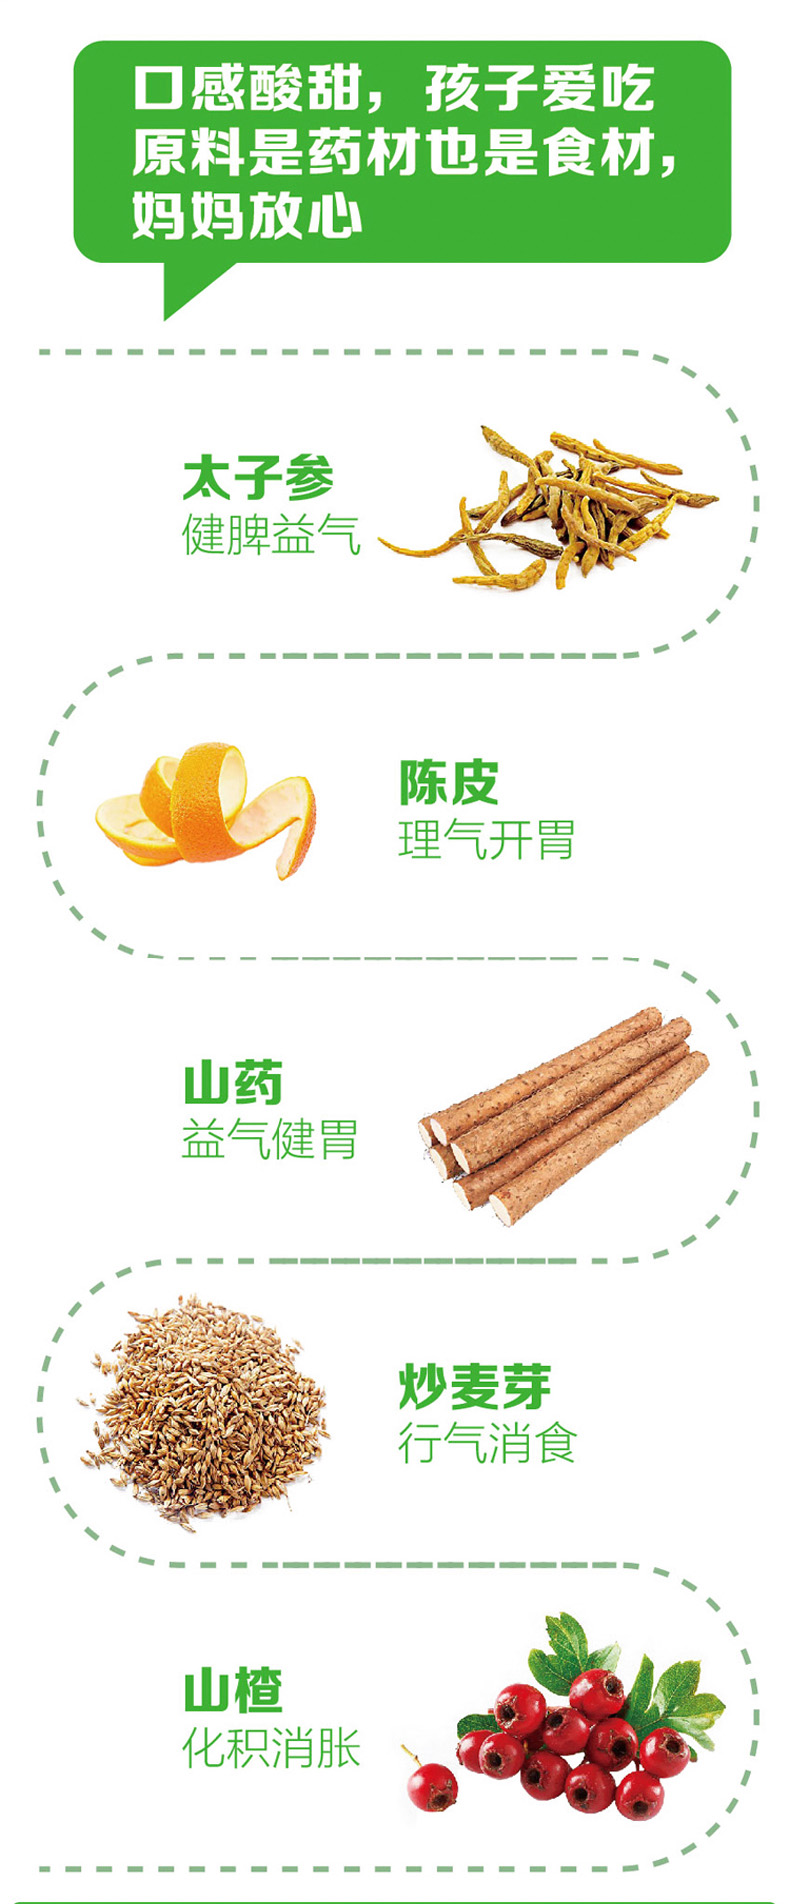 口感酸甜，孩子爱吃
原料是药材也是食材，
妈妈放心
太子参
健脾益气
陈皮
理气开胃
山药
益气健胃
炒麦芽
行气消食
山楂
化积消胀